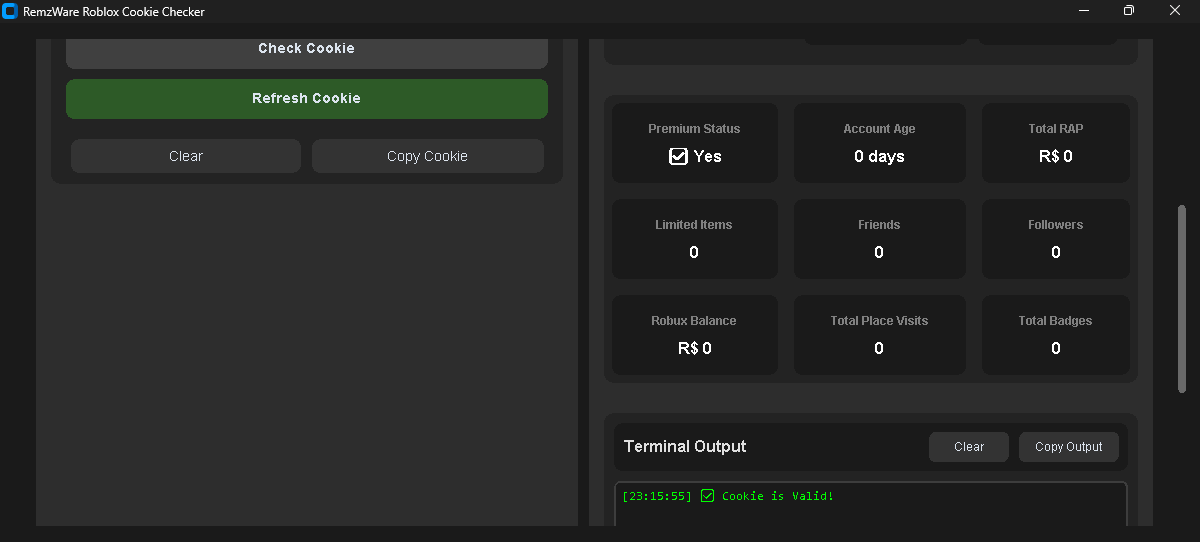 RemzWare Roblox Cookie Checker
Check Cookie
Refresh Cookie
Clear
Copy Cookie
Premium Status
Yes
Account Age
0 days
Total RAP
R$ 0
Limited Items
0
Friends
0
Followers
0
Robux Balance
R$ 0
Total Place Visits
0
Total Badges
0
Terminal Output
Clear
Copy Output
[23:15:55] ☑ Cookie is Valid!